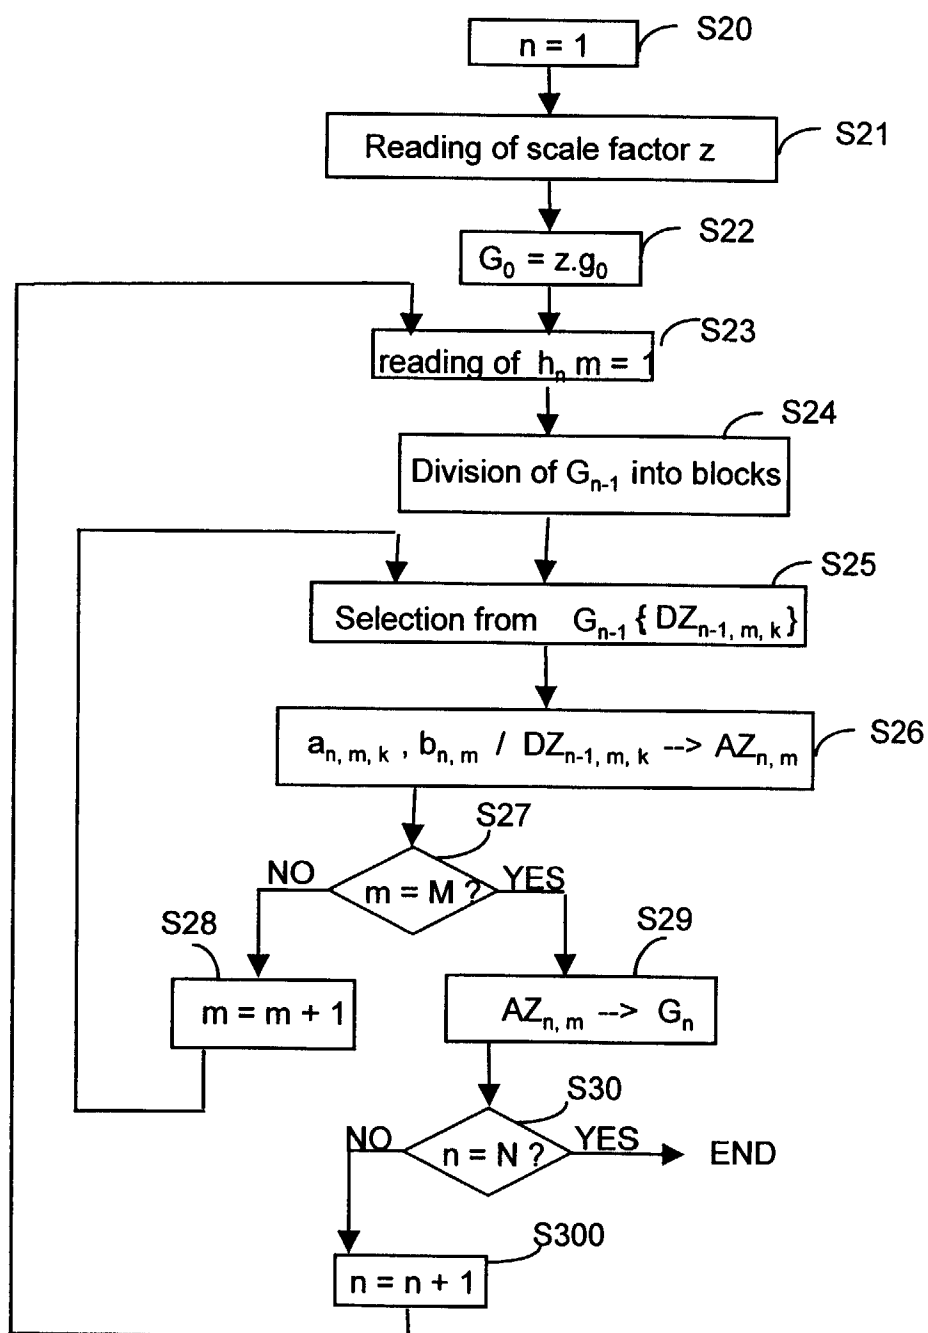 S20
n = 1
S21
Reading of scale factor z
S22
G₀ = z.g₀
S23
reading of hₙ m = 1
S24
Division of Gₙ₋₁ into blocks
S25
Selection from Gₙ₋₁ { DZₙ₋₁, ₘ, ₖ}
S26
aₙ, ₘ, ₖ , bₙ, ₘ / DZₙ₋₁, ₘ, ₖ --> AZₙ, ₘ
S27
NO
m = M ?
YES
S28
S29
m = m + 1
AZₙ, ₘ --> Gₙ
S30
NO
n = N ?
YES
END
S300
n = n + 1